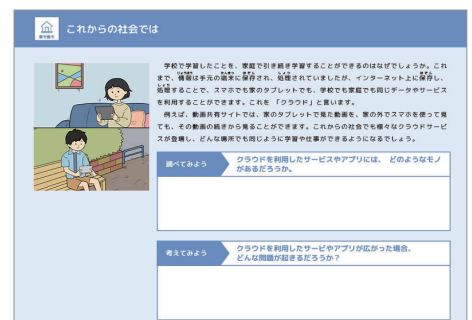 これからの社会では
学校で学習したことを、家庭で引き続き学習することができるのはなぜでしょうか。これ
まで、情報は手元の端末に保存され、処理されていましたが、インターネット上に保存し、
処理することで、スマホでも家のタブレットでも、学校でも家庭でも同じデータやサービス
を利用することができます。これを「クラウド」と言います。
例えば、動画共有サイトでは、家のタブレットで見た動画を、家の外でスマホを使って見
ても、その動画の続きから見ることができます。これからの社会でも様々なクラウドサービ
スが登場し、どんな場所でも同じように学習や仕事ができるようになるでしょう。
調べてみよう
クラウドを利用したサービスやアプリには、どのようなモノ
があるだろうか。
考えてみよう
クラウドを利用したサービやアプリが広がった場合、
どんな問題が起きるだろうか？